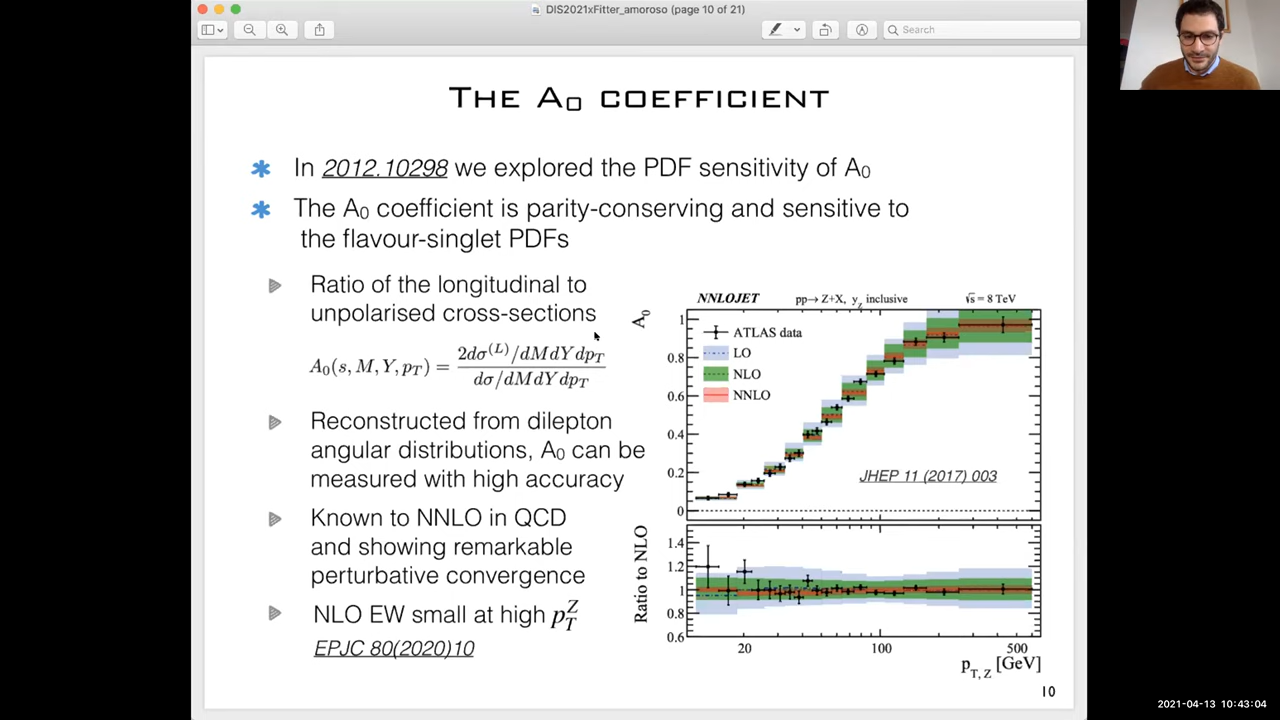 DIS2021xFitter_amoroso (page 10 of 21)
Search
THE A0 COEFFICIENT
In 2012.10298 we explored the PDF sensitivity of A0
The A0 coefficient is parity-conserving and sensitive to
the flavour-singlet PDFs
Ratio of the longitudinal to
unpolarised cross-sections
A₀(s, M, Y, p_T) = 2dσ^(L)/dMdYdp_T / dσ/dMdYdp_T
Reconstructed from dilepton
angular distributions, A0 can be
measured with high accuracy
Known to NNLO in QCD
and showing remarkable
perturbative convergence
NLO EW small at high p_T^Z
EPJC 80(2020)10
NNLOJET pp→ Z+X, y_Z inclusive √s = 8 TeV
A₀
1
0.8
0.6
0.4
0.2
0
ATLAS data
LO
NLO
NNLO
JHEP 11 (2017) 003
Ratio to NLO
1.4
1.2
1
0.8
0.6
20 100 500
p_T, Z [GeV]
10
2021-04-13 10:43:04